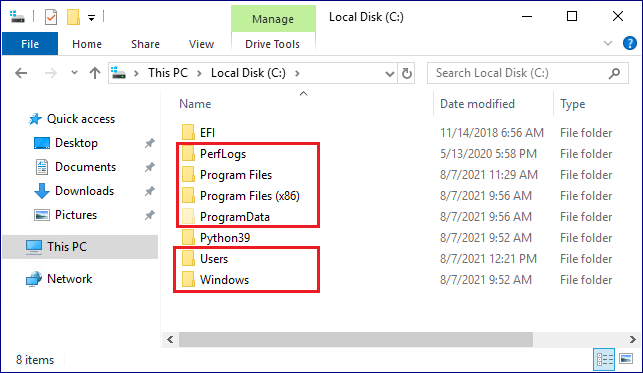 Manage Local Disk (C:)
File Home Share View Drive Tools
This PC Local Disk (C:) Search Local Disk (C:)
Name Date modified Type
Quick access
Desktop
Documents
Downloads
Pictures
This PC
Network
EFI 11/14/2018 6:56 AM File folder
PerfLogs 5/13/2020 5:58 PM File folder
Program Files 8/7/2021 11:29 AM File folder
Program Files (x86) 8/7/2021 9:56 AM File folder
ProgramData 8/7/2021 9:56 AM File folder
Python39 8/7/2021 9:52 AM File folder
Users 8/7/2021 12:21 PM File folder
Windows 8/7/2021 9:52 AM File folder
8 items